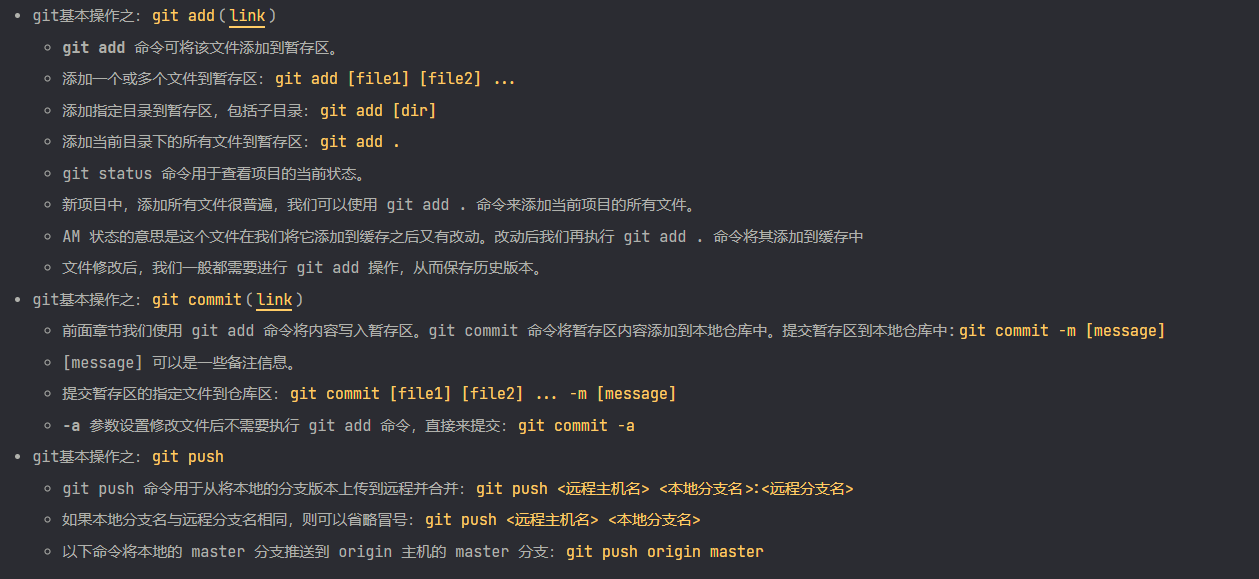 • git基本操作之: git add(link)
◦ git add 命令可将该文件添加到暂存区。
◦ 添加一个或多个文件到暂存区: git add [file1] [file2] ...
◦ 添加指定目录到暂存区, 包括子目录: git add [dir]
◦ 添加当前目录下的所有文件到暂存区: git add .
◦ git status 命令用于查看项目的当前状态。
◦ 新项目中, 添加所有文件很普遍, 我们可以使用 git add . 命令来添加当前项目的所有文件。
◦ AM 状态的意思是这个文件在我们将它添加到缓存之后又有改动。改动后我们再执行 git add . 命令将其添加到缓存中
◦ 文件修改后, 我们一般都需要进行 git add 操作, 从而保存历史版本。
• git基本操作之: git commit(link)
◦ 前面章节我们使用 git add 命令将内容写入暂存区。git commit 命令将暂存区内容添加到本地仓库中。提交暂存区到本地仓库中: git commit -m [message]
◦ [message] 可以是一些备注信息。
◦ 提交暂存区的指定文件到仓库区: git commit [file1] [file2] ... -m [message]
◦ -a 参数设置修改文件后不需要执行 git add 命令, 直接来提交: git commit -a
• git基本操作之: git push
◦ git push 命令用于从将本地的分支版本上传到远程并合并: git push <远程主机名> <本地分支名>:<远程分支名>
◦ 如果本地分支名与远程分支名相同, 则可以省略冒号: git push <远程主机名> <本地分支名>
◦ 以下命令将本地的 master 分支推送到 origin 主机的 master 分支: git push origin master